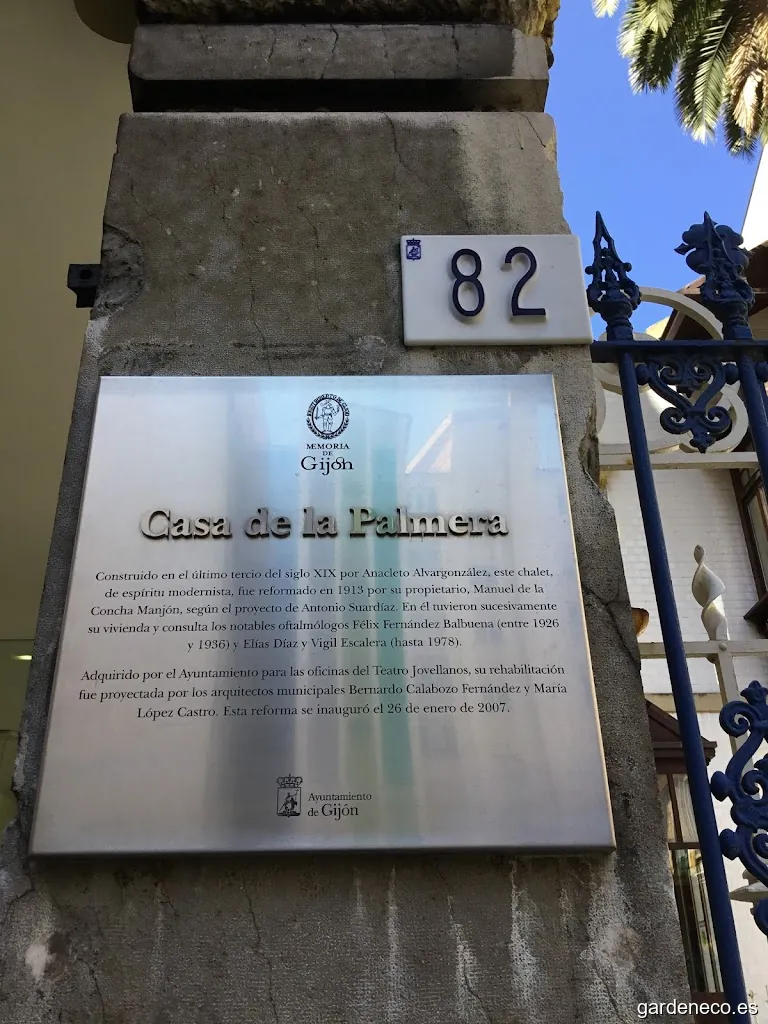 82
MEMORIA
DE
Gijón
Casa de la Palmera
Construido en el último tercio del siglo XIX por Anacleto Alvargonzález, este chalet,
de espíritu modernista, fue reformado en 1913 por su propietario, Manuel de la
Concha Manjón, según el proyecto de Antonio Suardíaz. En él tuvieron sucesivamente
su vivienda y consulta los notables oftalmólogos Félix Fernández Balbuena (entre 1926
y 1936) y Elías Díaz y Vigil Escalera (hasta 1978).
Adquirido por el Ayuntamiento para las oficinas del Teatro Jovellanos, su rehabilitación
fue proyectada por los arquitectos municipales Bernardo Calabozo Fernández y María
López Castro. Esta reforma se inauguró el 26 de enero de 2007.
Ayuntamiento
de Gijón
gardeneco.es